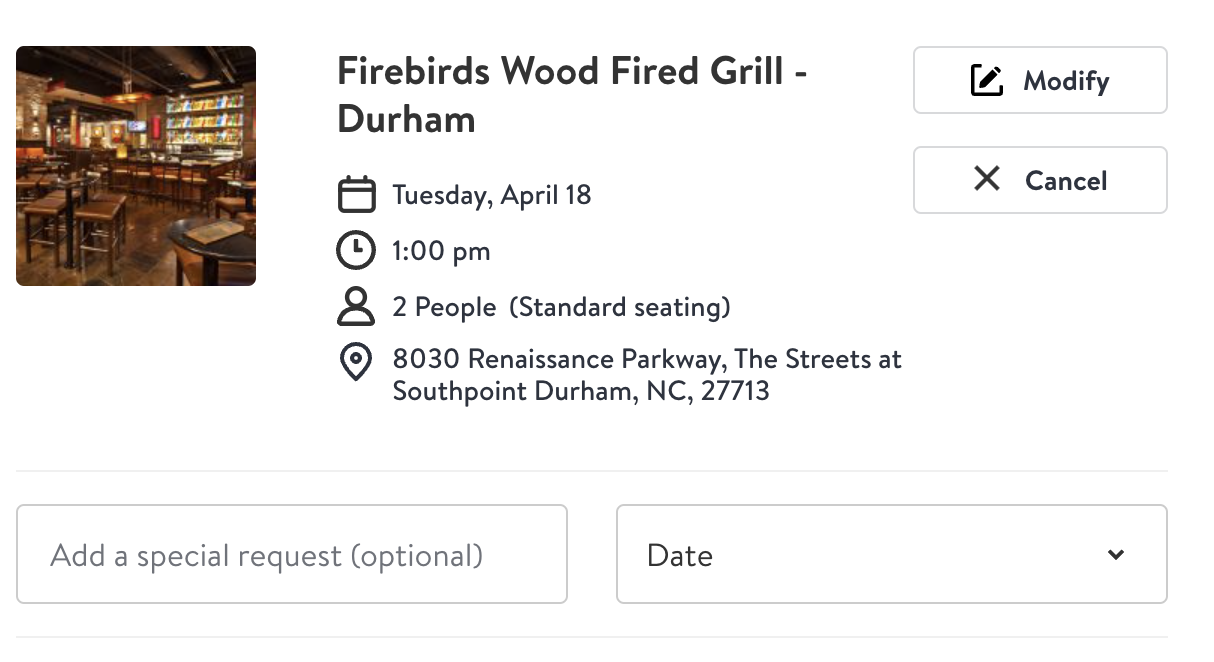 Firebirds Wood Fired Grill -
Durham
Modify
Cancel
Tuesday, April 18
1:00 pm
2 People (Standard seating)
8030 Renaissance Parkway, The Streets at
Southpoint Durham, NC, 27713
Add a special request (optional)
Date